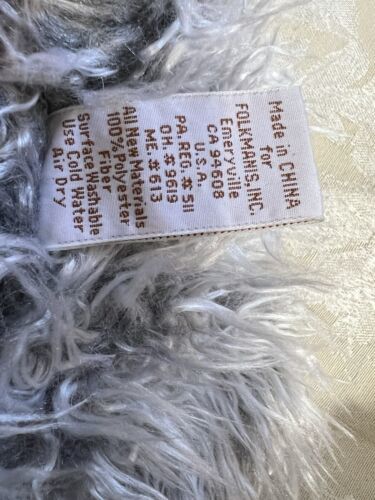 Made in CHINA
for
FOLKMANIS, INC.
Emeryville
CA 94608
U.S.A.
PA REG.#511
OH.#969
ME.#613
All New Materials
100% Polyester
Fiber
Surface Washable
Use Cold Water
Air Dry